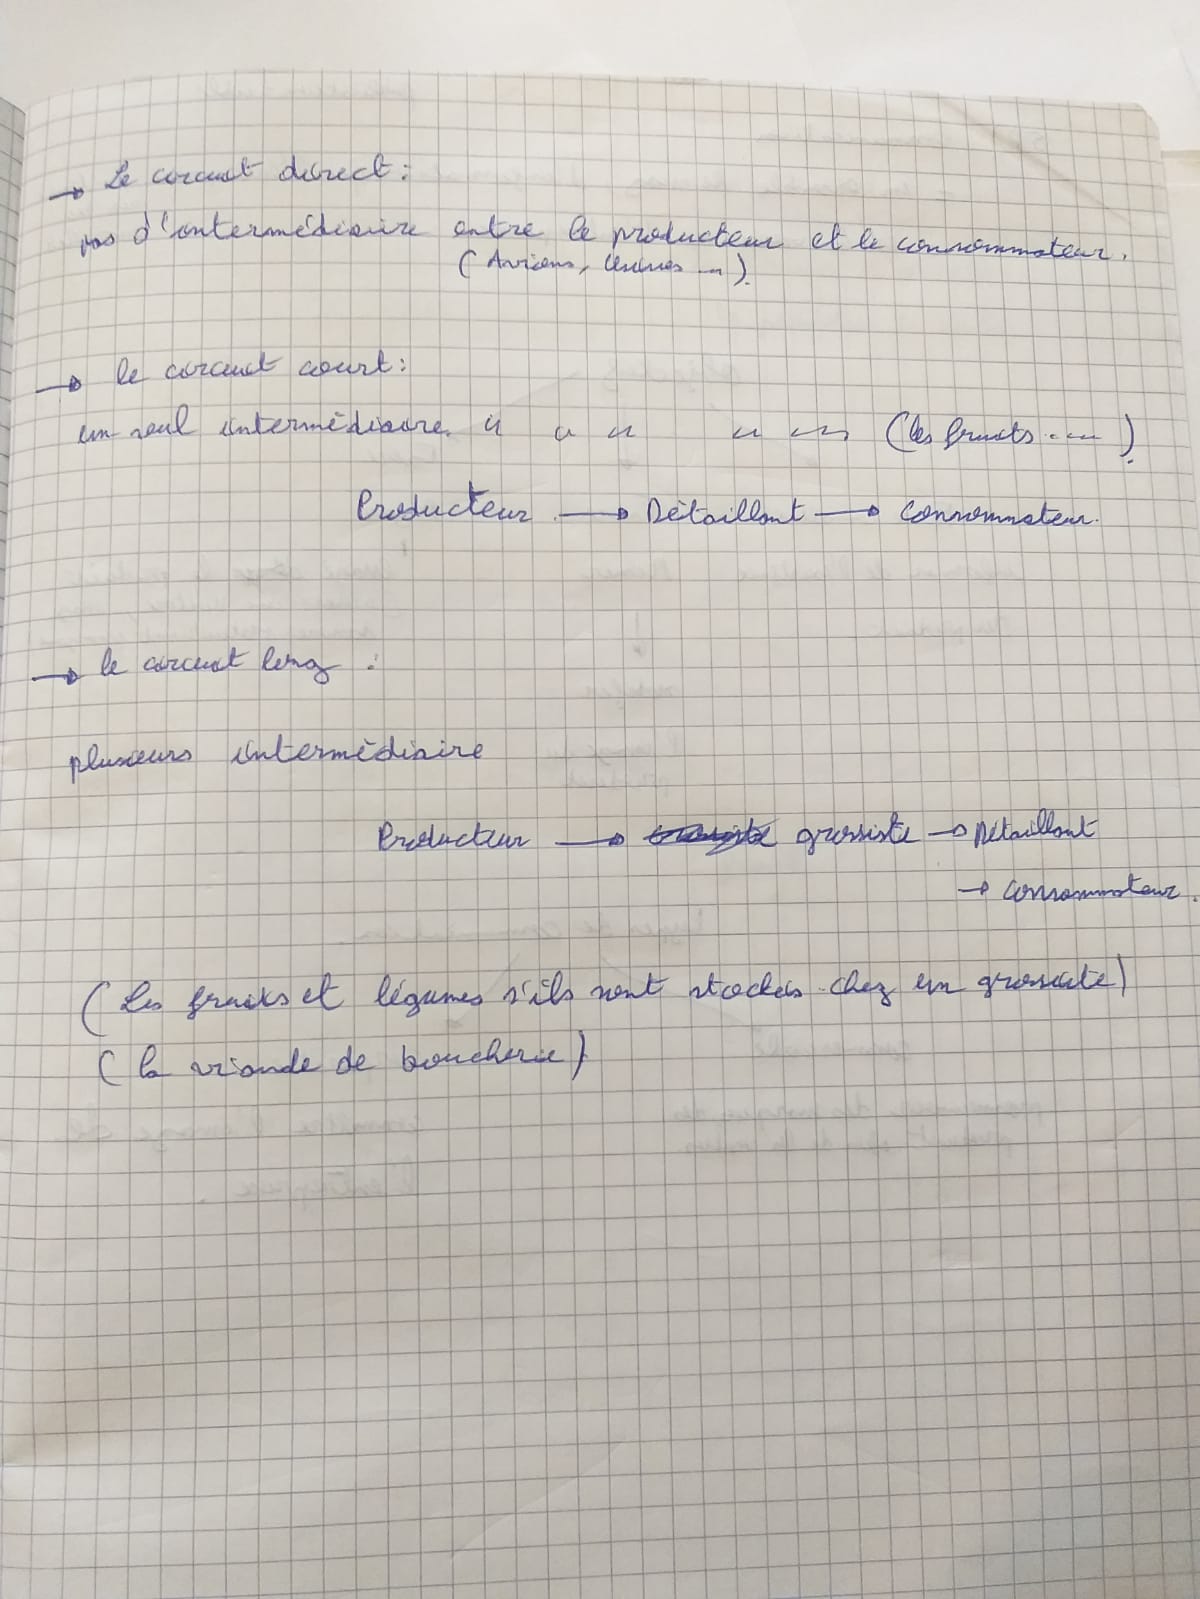 → Le circuit direct :
pas d'intermédiaire entre le producteur et le consommateur.
(Avions, Usines ...).
→ le circuit court :
un seul intermédiaire. " " " " " (les fruits ....).
Producteur → Détaillant → Consommateur.
→ le circuit long :
plusieurs intermédiaire
Producteur → grossiste → Détaillant
→ Consommateur.
(Les fruits et légumes s'ils sont stockés chez un grossiste)
(la viande de boucherie)